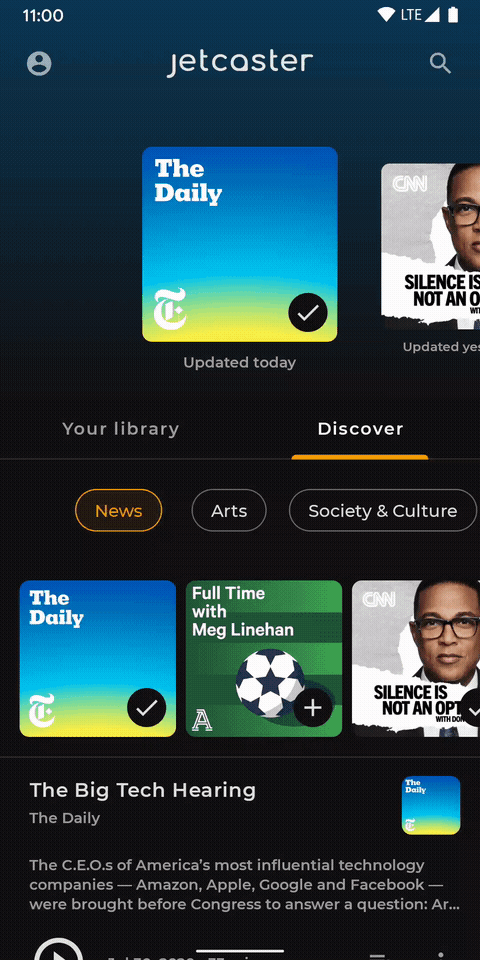 11:00
LTE
jetcaster
The
Daily
T
CNN
SILENCE IS
NOT AN O
WIT
Updated today
Updated yes
Your library
Discover
News
Arts
Society & Culture
The
Daily
T
Full Time
with
Meg Linehan
A
CNN
SILENCE IS
NOT AN OPT
WITH DON
The Big Tech Hearing
The Daily
The
Daily
T
The C.E.O.s of America’s most influential technology
companies — Amazon, Apple, Google and Facebook —
were brought before Congress to answer a question: Ar...